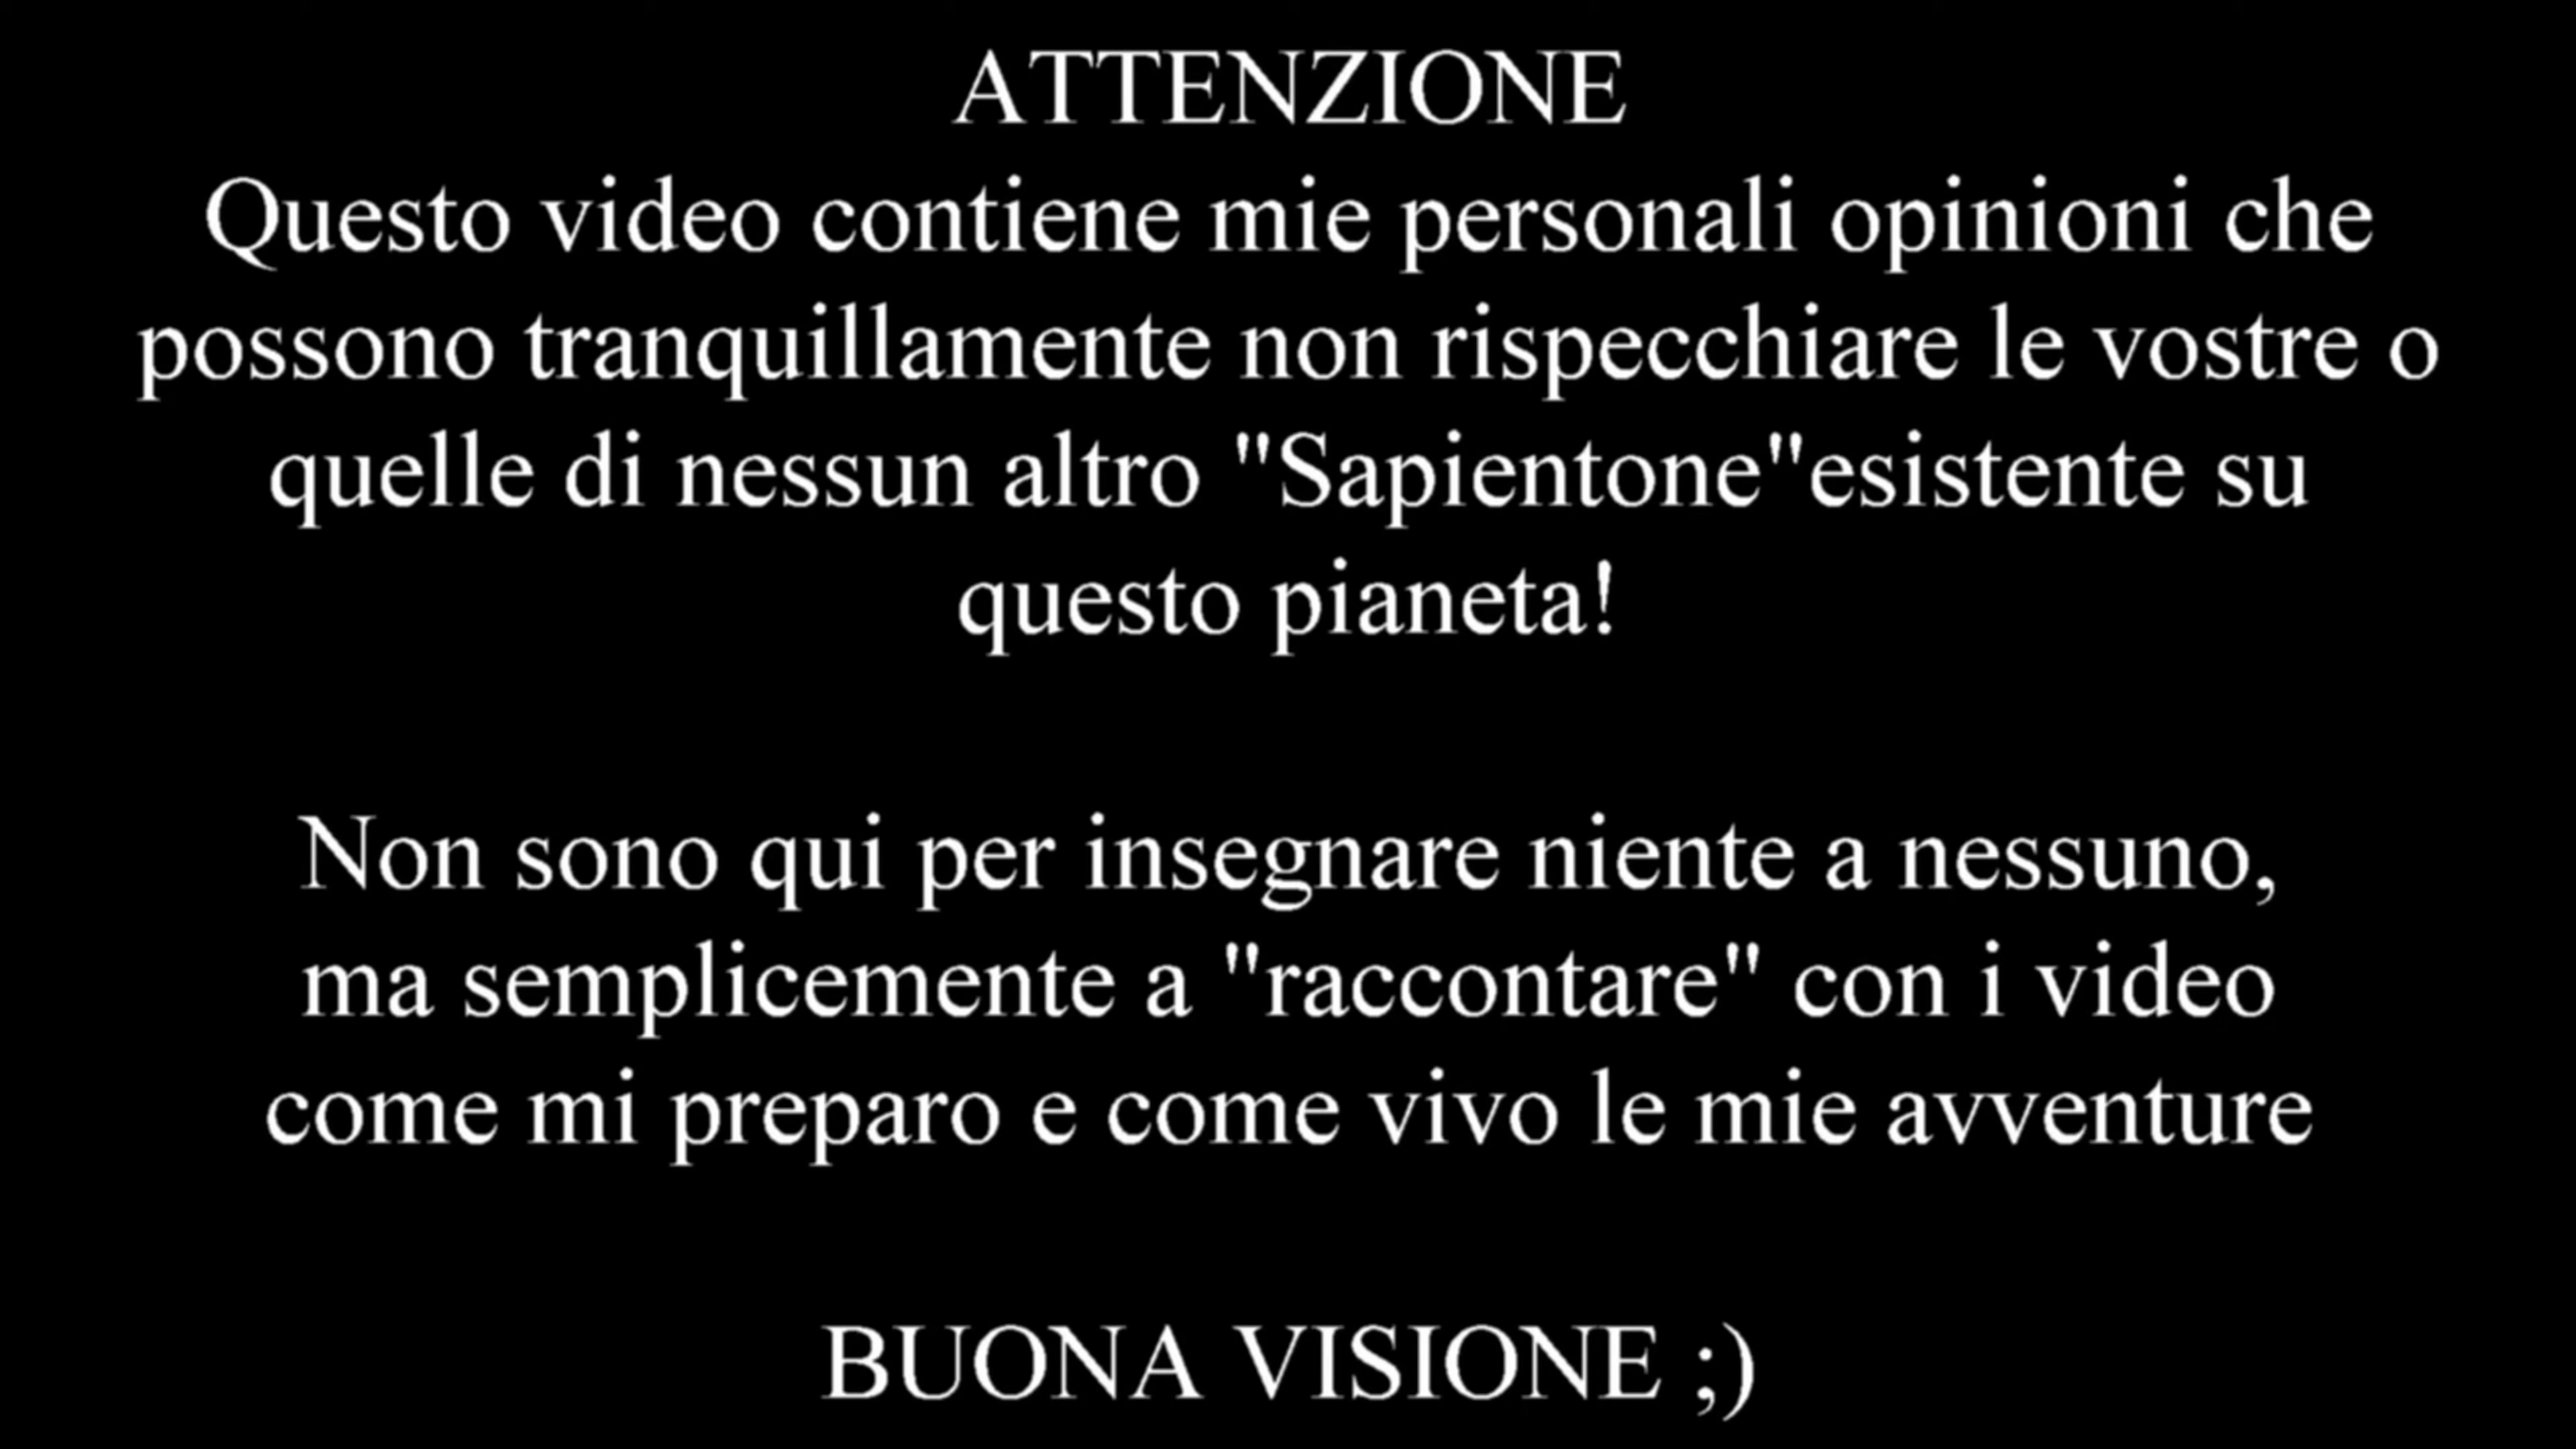 ATTENZIONE
Questo video contiene mie personali opinioni che
possono tranquillamente non rispecchiare le vostre o
quelle di nessun altro "Sapientone"esistente su
questo pianeta!
Non sono qui per insegnare niente a nessuno,
ma semplicemente a "raccontare" con i video
come mi preparo e come vivo le mie avventure
BUONA VISIONE ;)